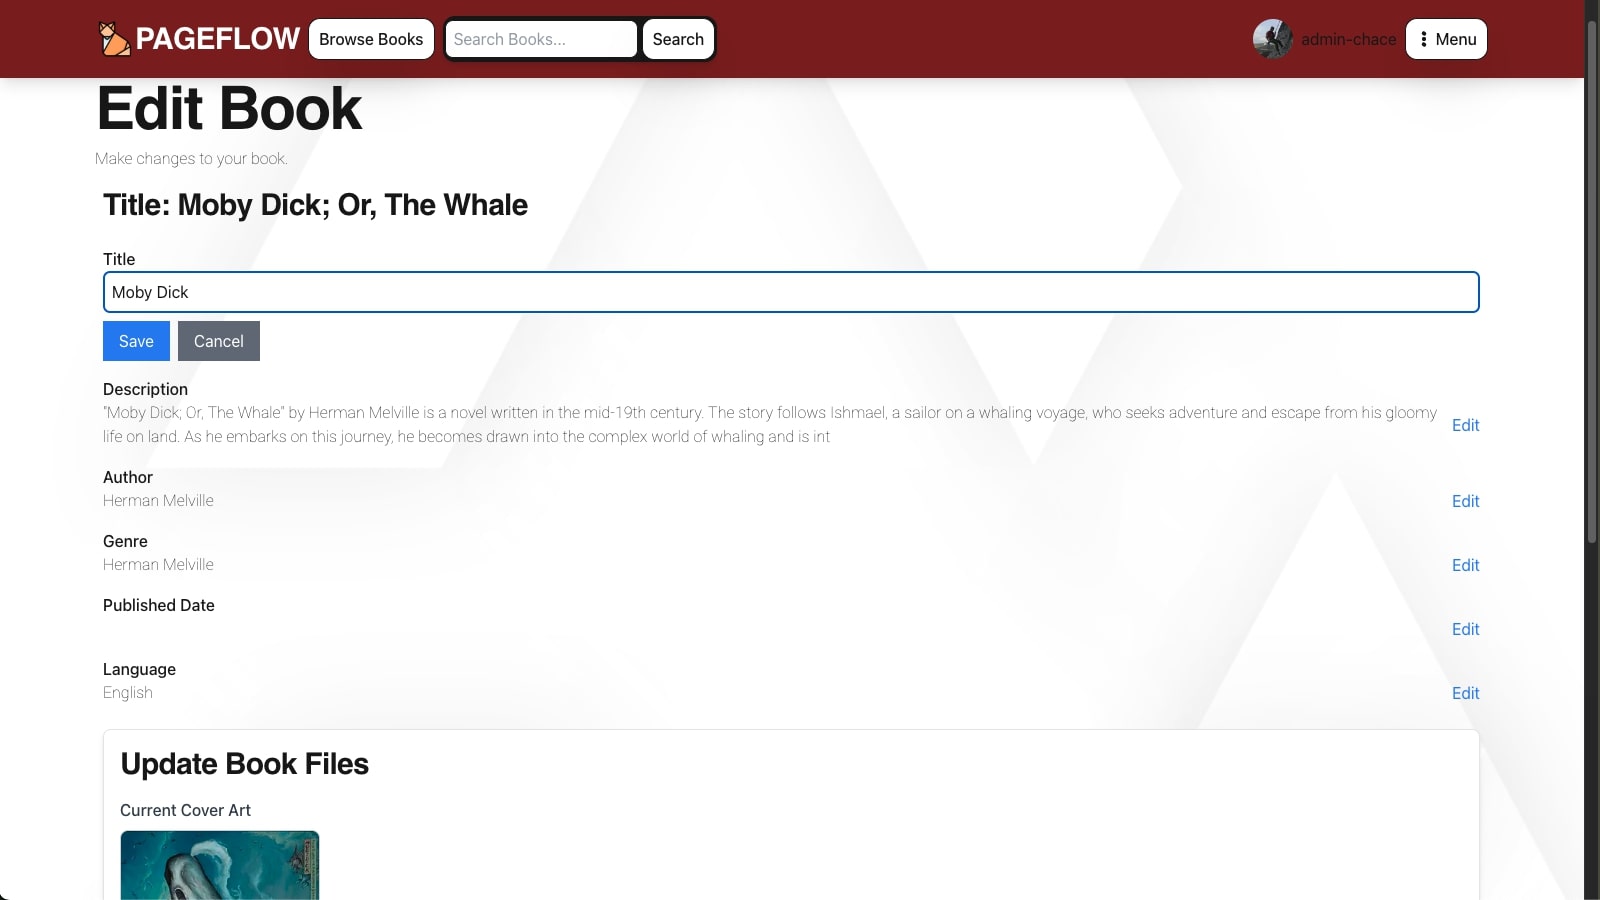 PAGEFLOW Browse Books Search Books... Search admin-chace Menu
Edit Book
Make changes to your book.
Title: Moby Dick; Or, The Whale
Title
Moby Dick
Save Cancel
Description
"Moby Dick; Or, The Whale" by Herman Melville is a novel written in the mid-19th century. The story follows Ishmael, a sailor on a whaling voyage, who seeks adventure and escape from his gloomy
life on land. As he embarks on this journey, he becomes drawn into the complex world of whaling and is int
Edit
Author
Herman Melville
Edit
Genre
Herman Melville
Edit
Published Date
Edit
Language
English
Edit
Update Book Files
Current Cover Art